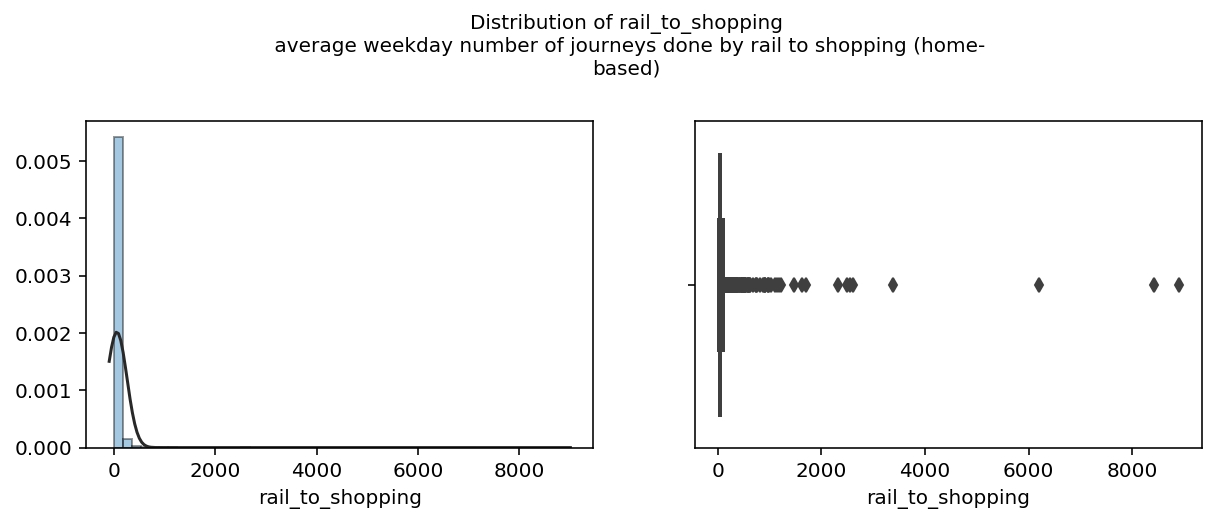 Distribution of rail_to_shopping
average weekday number of journeys done by rail to shopping (home-
based)
0.005
0.004
0.003
0.002
0.001
0.000
0 2000 4000 6000 8000
rail_to_shopping
0 2000 4000 6000 8000
rail_to_shopping